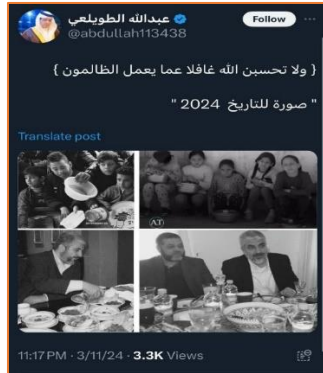 عبدالله الطويلعي
@abdullah113438
Follow
{ ولا تحسبن الله غافلا عما يعمل الظالمون }
" صورة للتاريخ 2024 "
Translate post
11:17 PM · 3/11/24 · 3.3K Views